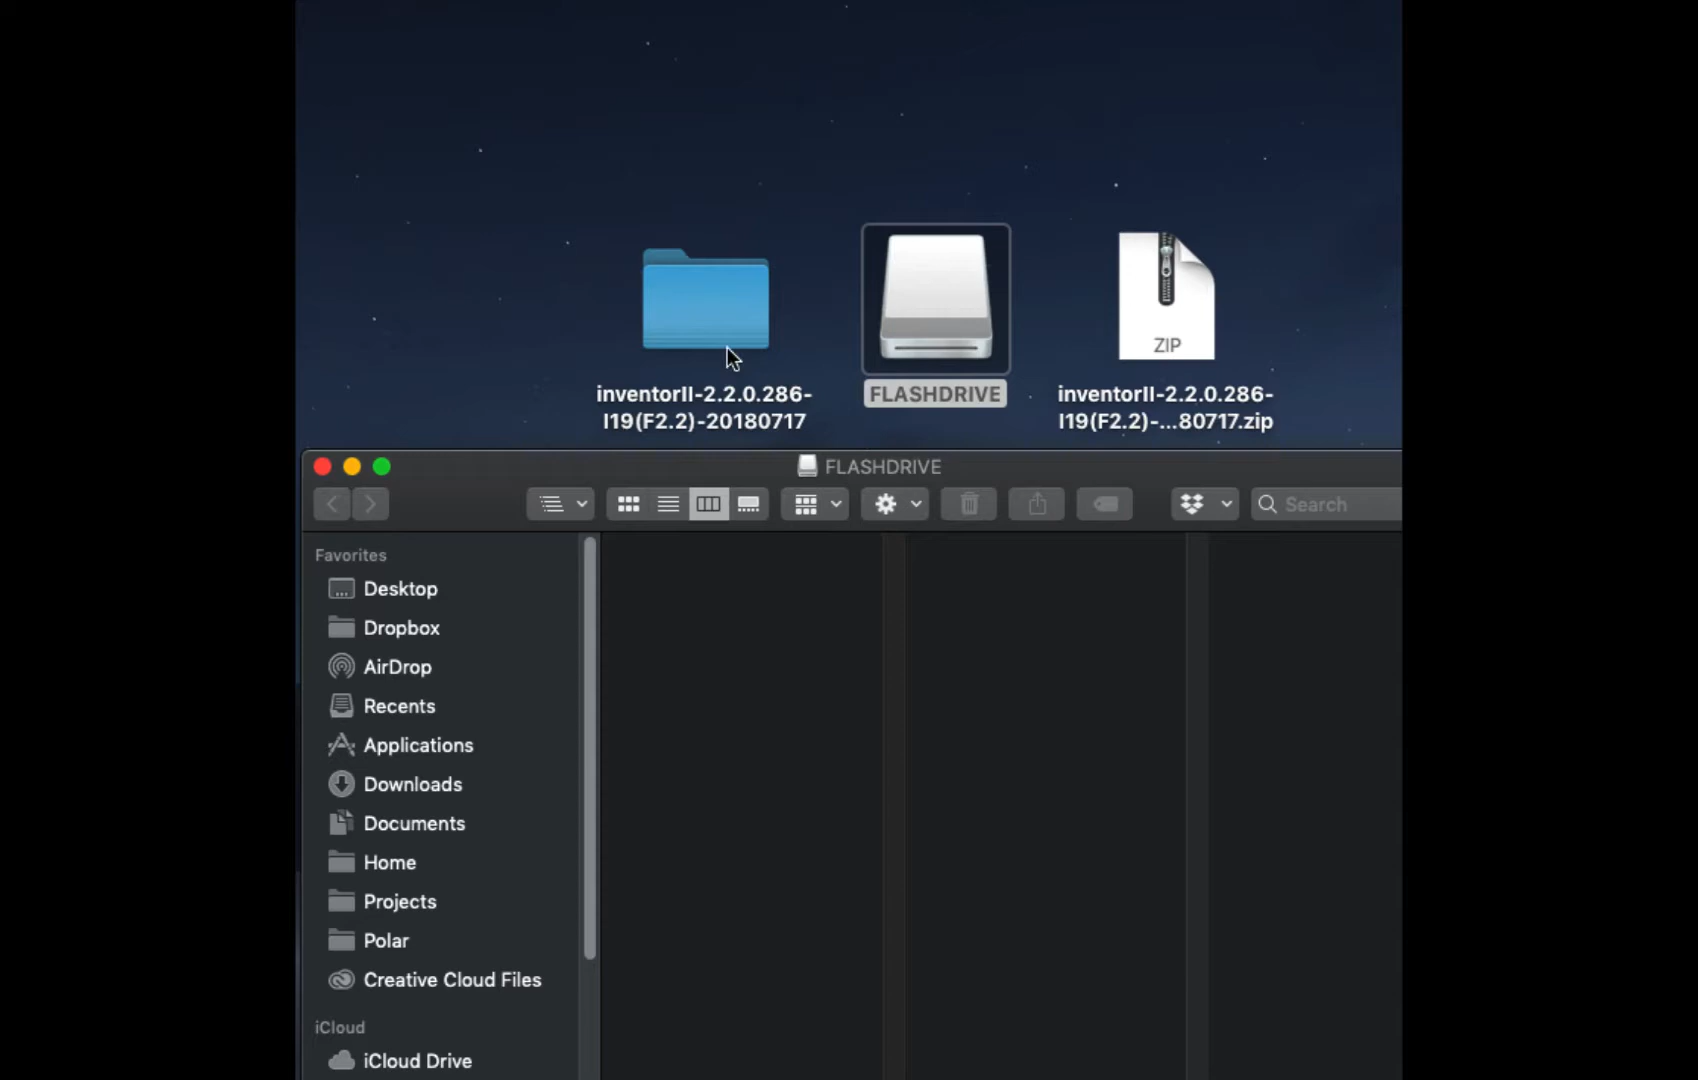 ZIP
inventorII-2.2.0.286-
I19(F2.2)-20180717
FLASHDRIVE
inventorII-2.2.0.286-
I19(F2.2)-...80717.zip
FLASHDRIVE
Search
Favorites
Desktop
Dropbox
AirDrop
Recents
Applications
Downloads
Documents
Home
Projects
Polar
Creative Cloud Files
iCloud
iCloud Drive